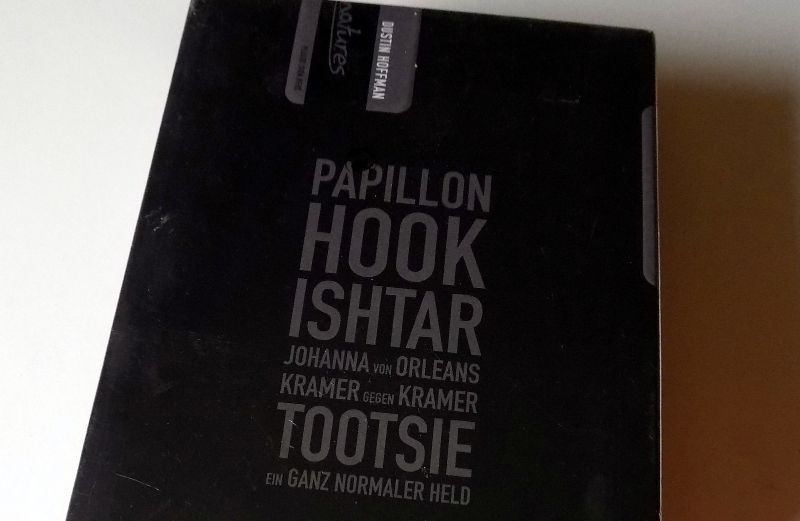 DUSTIN HOFFMAN
PAPILLON
HOOK
ISHTAR
JOHANNA VON ORLEANS
KRAMER GEGEN KRAMER
TOOTSIE
EIN GANZ NORMALER HELD